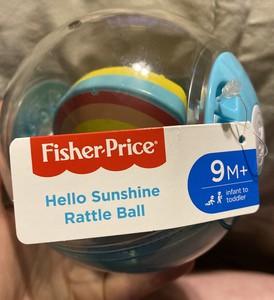 Fisher-Price
Hello Sunshine
Rattle Ball
9M+
infant to
toddler